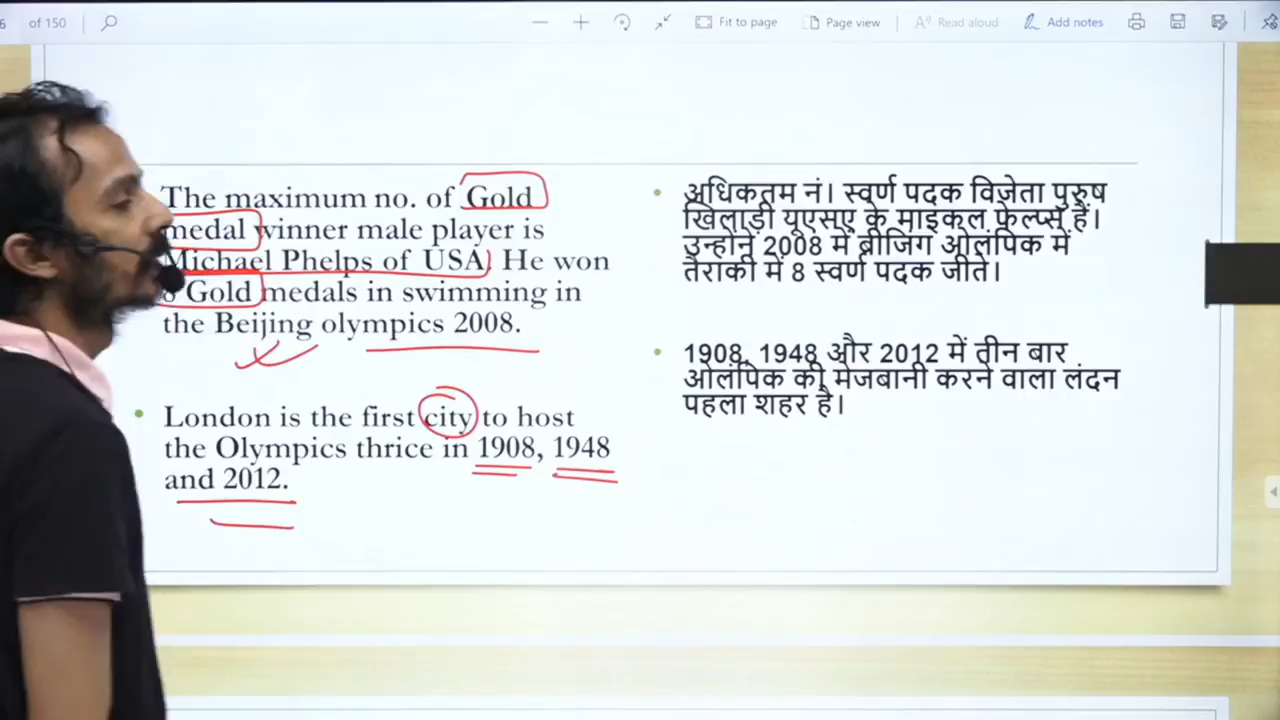 6 of 150
Fit to page
Page view
Read aloud
Add notes
The maximum no. of Gold
medal winner male player is
Michael Phelps of USA. He won
8 Gold medals in swimming in
the Beijing olympics 2008.
London is the first city to host
the Olympics thrice in 1908, 1948
and 2012.
अधिकतम नं। स्वर्ण पदक विजेता पुरुष
खिलाड़ी यूएसए के माइकल फेल्प्स हैं।
उन्होंने 2008 में बीजिंग ओलंपिक में
तैराकी में 8 स्वर्ण पदक जीते।
1908, 1948 और 2012 में तीन बार
ओलंपिक की मेजबानी करने वाला लंदन
पहला शहर है।